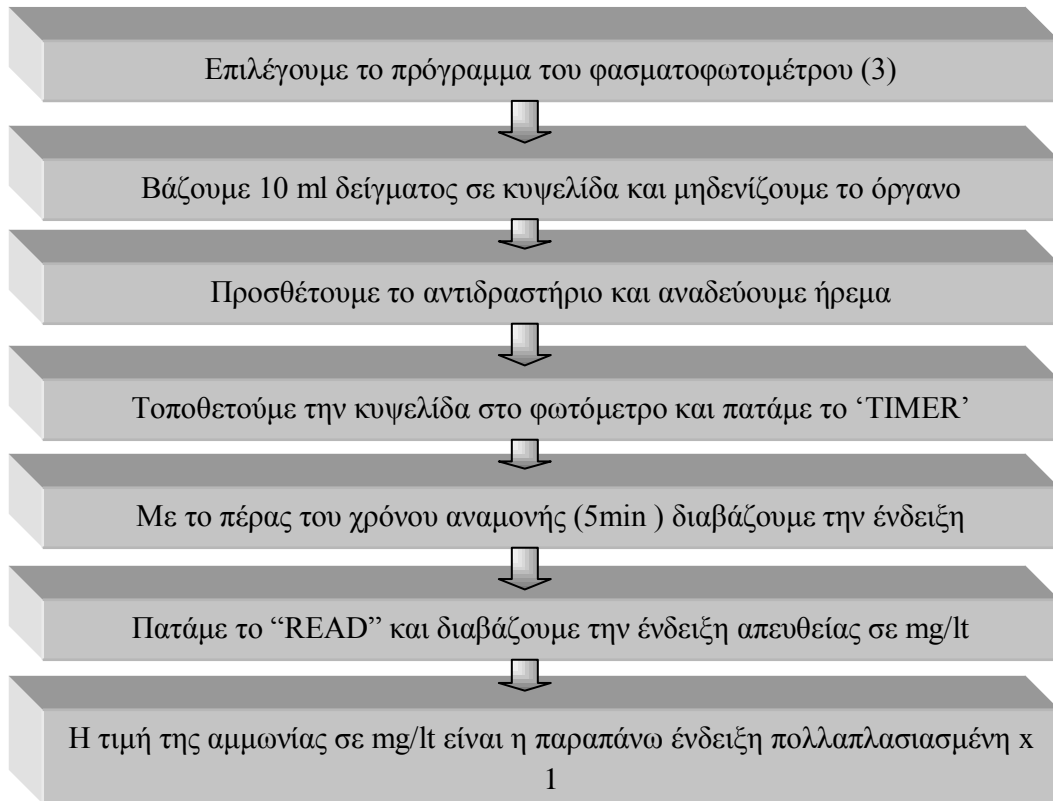 Επιλέγουμε το πρόγραμμα του φασματοφωτομέτρου (3)
Βάζουμε 10 ml δείγματος σε κυψελίδα και μηδενίζουμε το όργανο
Προσθέτουμε το αντιδραστήριο και αναδεύουμε ήρεμα
Τοποθετούμε την κυψελίδα στο φωτόμετρο και πατάμε το ‘TIMER’
Με το πέρας του χρόνου αναμονής (5min ) διαβάζουμε την ένδειξη
Πατάμε το “READ” και διαβάζουμε την ένδειξη απευθείας σε mg/lt
Η τιμή της αμμωνίας σε mg/lt είναι η παραπάνω ένδειξη πολλαπλασιασμένη x
1